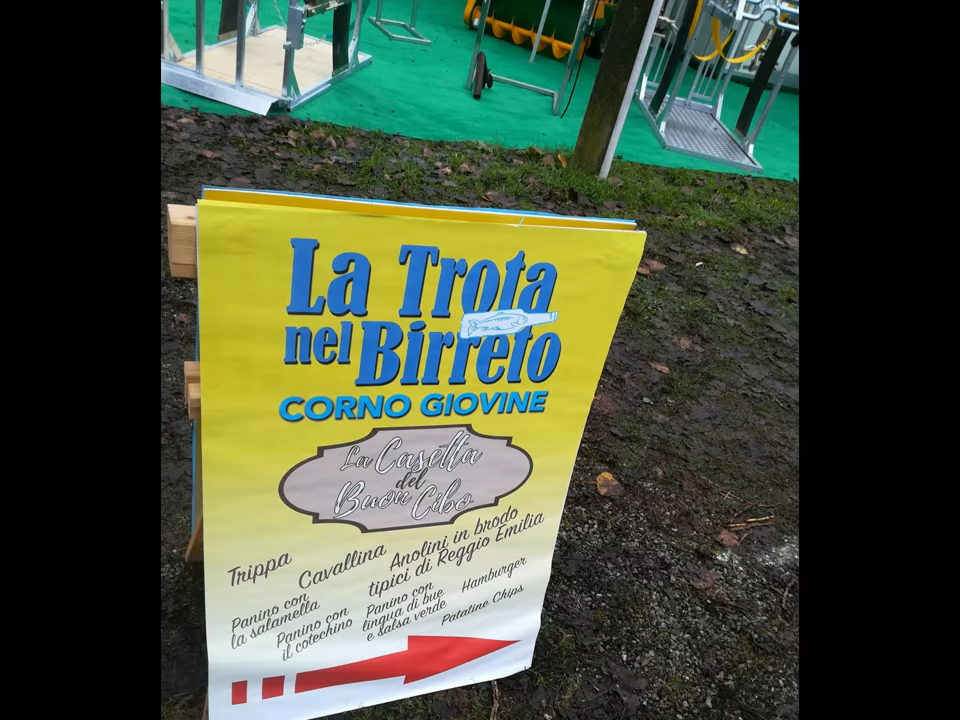 La Trota
nel Birreto
CORNO GIOVINE
La Casetta
del
Buon Cibo
Trippa
Cavallina
Anolini in brodo
tipici di Reggio Emilia
Panino con
la salamella
Panino con
il cotechino
Panino con
lingua di bue
e salsa verde
Hamburger
Patatine Chips